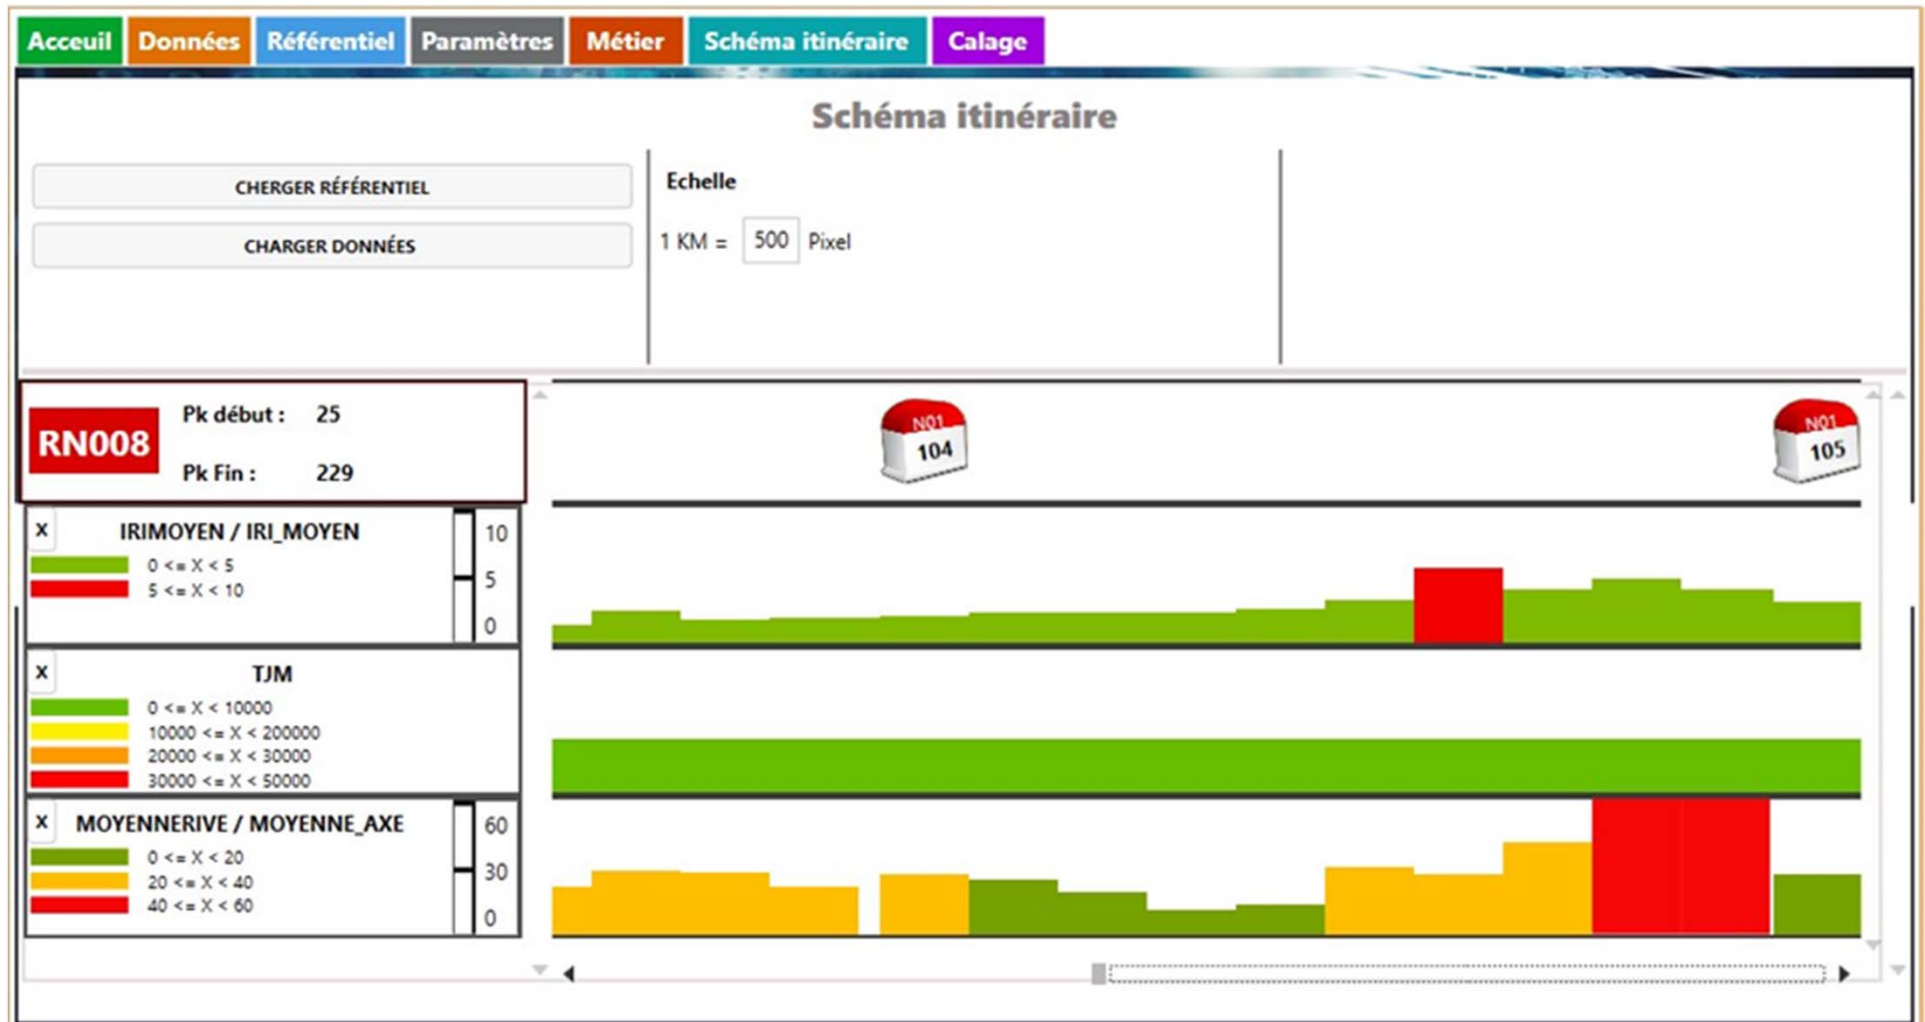 Acceuil Données Référentiel Paramètres Métier Schéma itinéraire Calage
Schéma itinéraire
CHERGER RÉFÉRENTIEL
CHARGER DONNÉES
Echelle
1 KM = 500 Pixel
RN008
Pk début : 25
Pk Fin : 229
N01
104
N01
105
X IRIMOYEN / IRI_MOYEN
0 <= X < 5
5 <= X < 10
10
5
0
X TJM
0 <= X < 10000
10000 <= X < 200000
20000 <= X < 30000
30000 <= X < 50000
X MOYENNERIVE / MOYENNE_AXE
0 <= X < 20
20 <= X < 40
40 <= X < 60
60
30
0